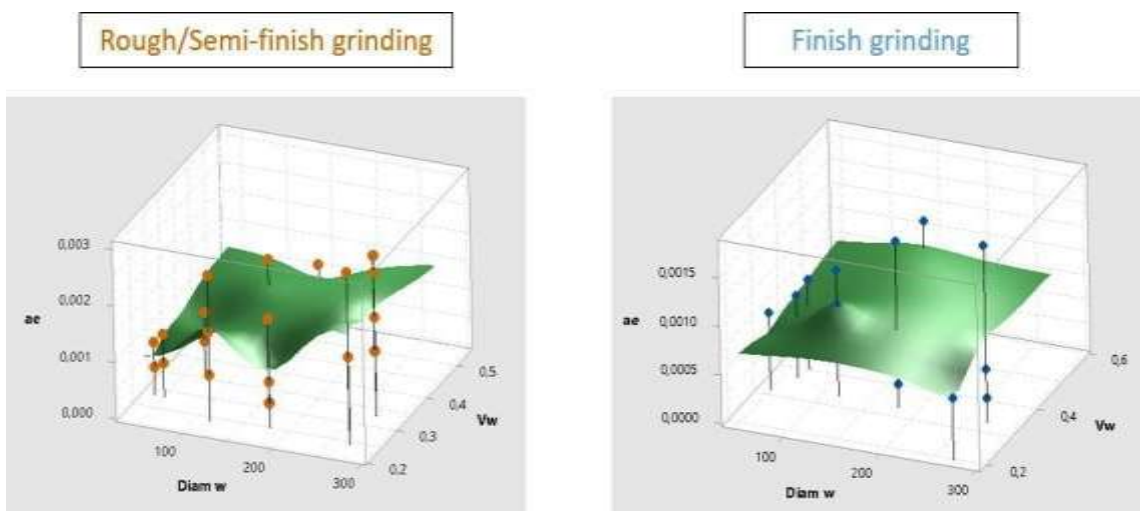 Rough/Semi-finish grinding
Finish grinding
0,003
0,002
ae
0,001
0,000
100
200
300
Diam w
0,5
0,4
Vw
0,3
0,2
0,0015
0,0010
ae
0,0005
0,0000
100
200
300
Diam w
0,6
0,4
Vw
0,2